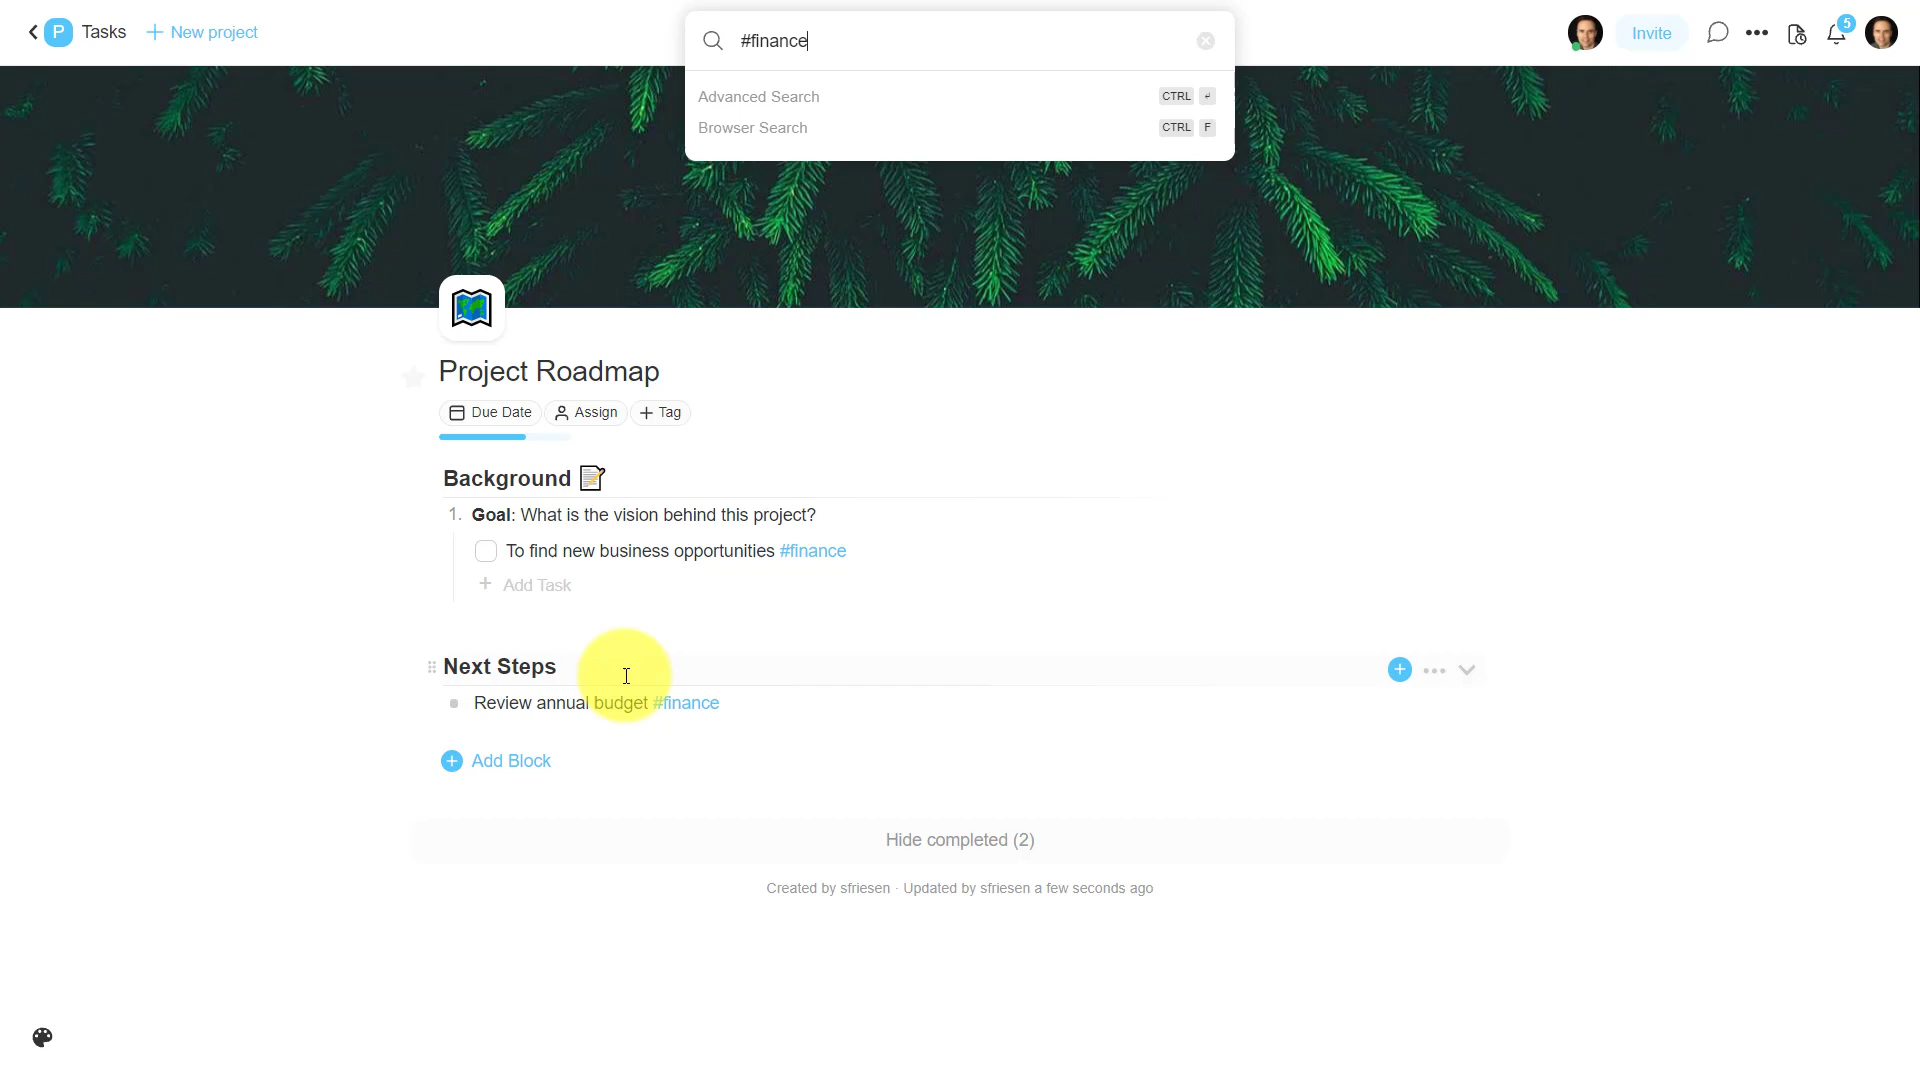 P Tasks + New project
#finance
Invite
5
Advanced Search CTRL ↵
Browser Search CTRL F
Project Roadmap
Due Date Assign + Tag
Background
1. Goal: What is the vision behind this project?
To find new business opportunities #finance
+ Add Task
Next Steps
Review annual budget #finance
Add Block
Hide completed (2)
Created by sfriesen · Updated by sfriesen a few seconds ago